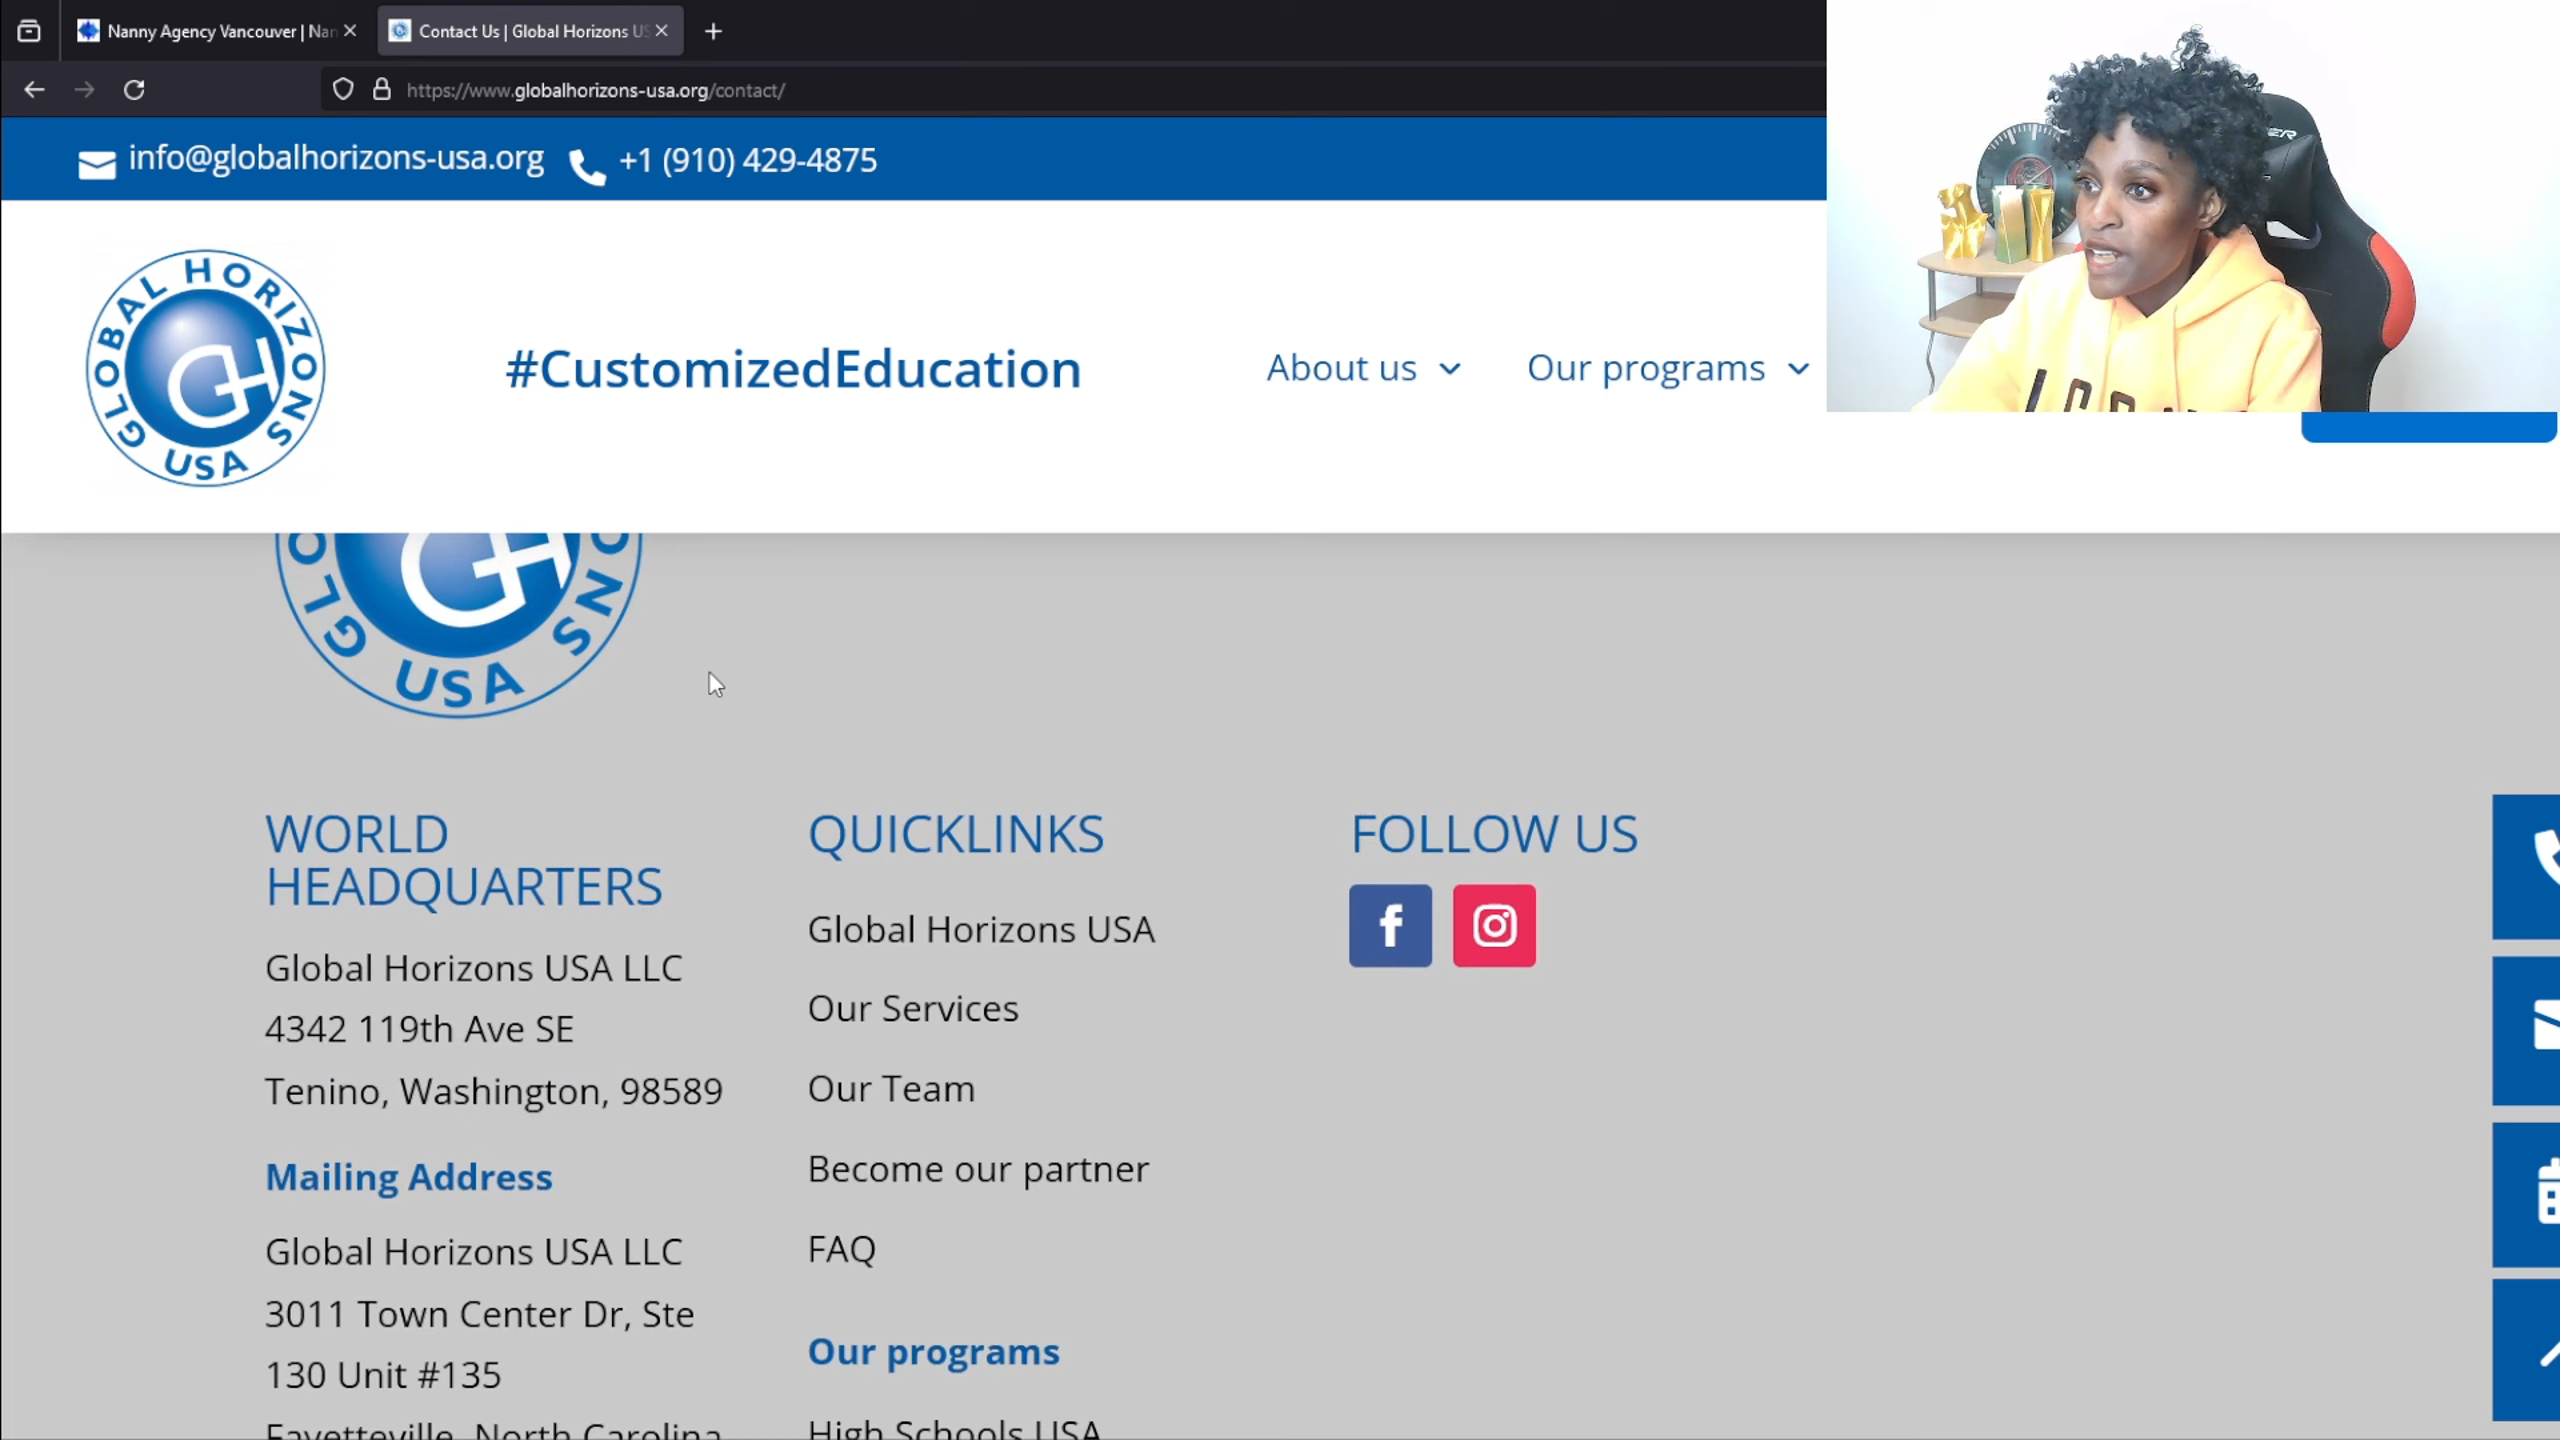 Nanny Agency Vancouver | Nan
Contact Us | Global Horizons US
https://www.globalhorizons-usa.org/contact/
info@globalhorizons-usa.org +1 (910) 429-4875
GLOBAL HORIZONS USA
GH
#CustomizedEducation
About us
Our programs
USA
WORLD
HEADQUARTERS
Global Horizons USA LLC
4342 119th Ave SE
Tenino, Washington, 98589
Mailing Address
Global Horizons USA LLC
3011 Town Center Dr, Ste
130 Unit #135
Fayetteville, North Carolina
QUICKLINKS
Global Horizons USA
Our Services
Our Team
Become our partner
FAQ
Our programs
High Schools USA
FOLLOW US